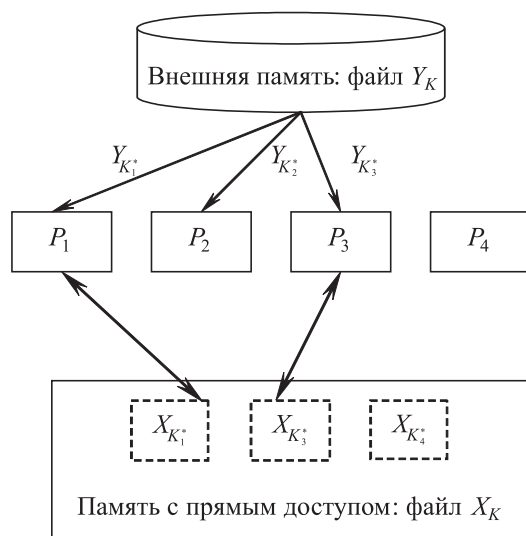 Внешняя память: файл Y_K
Y_{K_1^*} Y_{K_2^*} Y_{K_3^*}
P_1 P_2 P_3 P_4
X_{K_1^*} X_{K_3^*} X_{K_4^*}
Память с прямым доступом: файл X_K